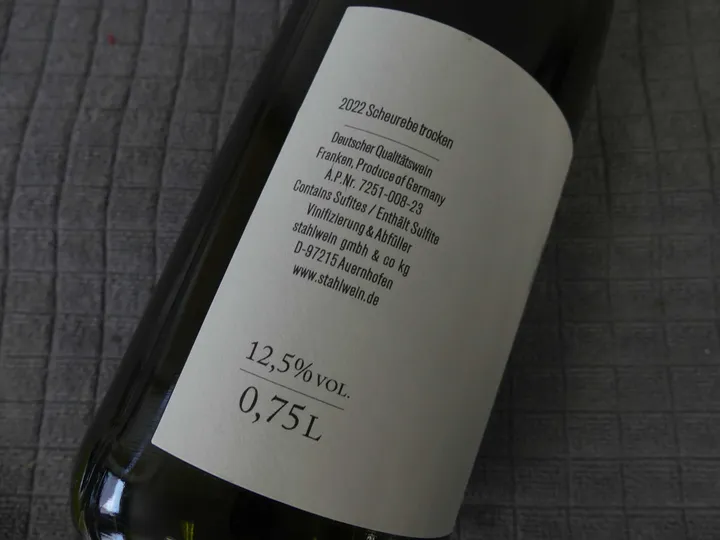 2022 Scheurebe trocken
Deutscher Qualitätswein
Franken, Produce of Germany
A.P.Nr. 7251-008-23
Contains Sulfites / Enthält Sulfite
Vinifizierung & Abfüller
stahlwein gmbh & co kg
D-97215 Auernhofen
www.stahlwein.de
12,5% VOL.
0,75 L